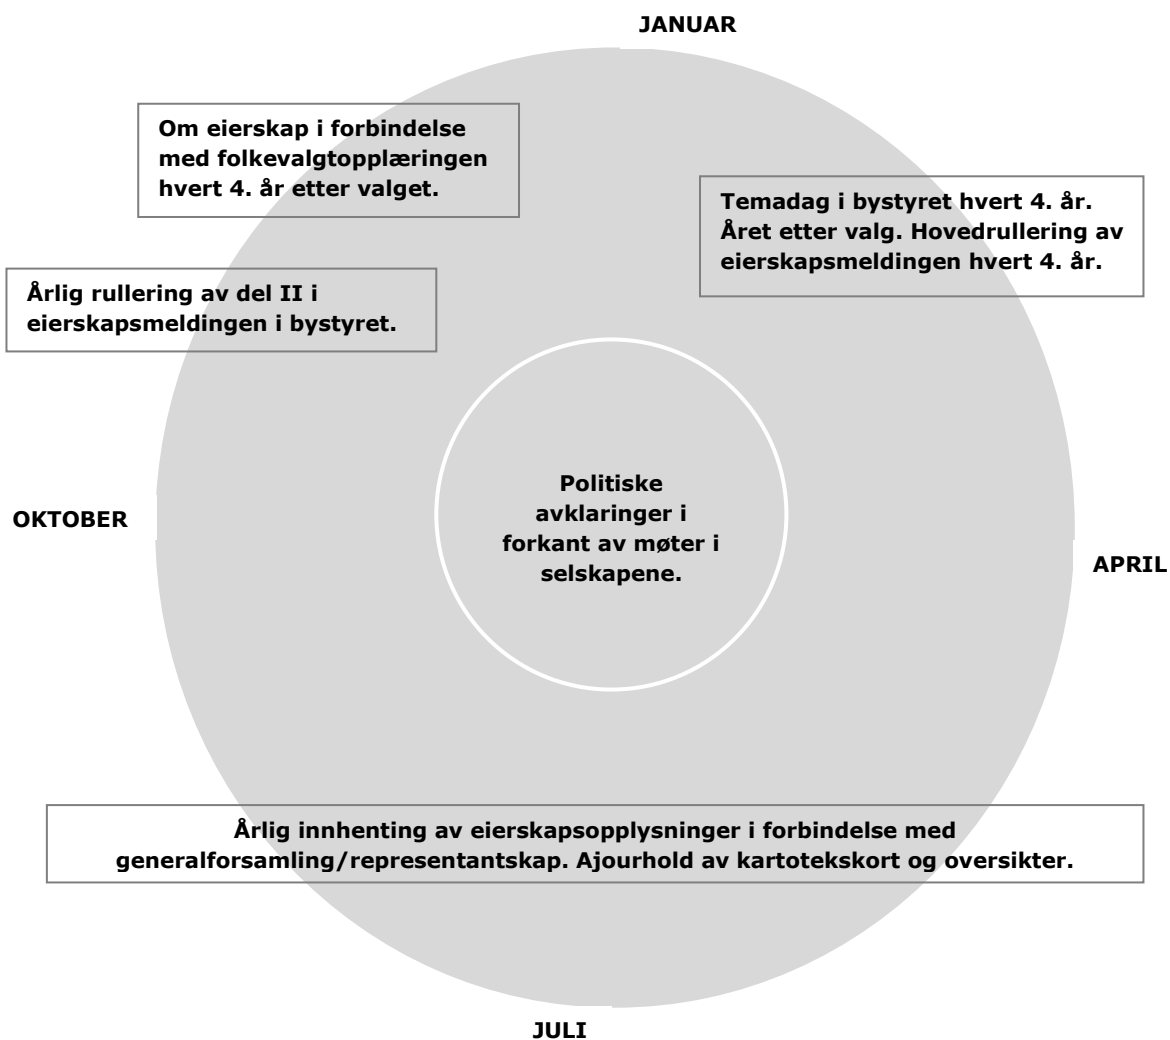 JANUAR
Om eierskap i forbindelse
med folkevalgtopplæringen
hvert 4. år etter valget.
Temadag i bystyret hvert 4. år.
Året etter valg. Hovedrullering av
eierskapsmeldingen hvert 4. år.
Årlig rullering av del II i
eierskapsmeldingen i bystyret.
Politiske
avklaringer i
forkant av møter i
selskapene.
OKTOBER
APRIL
Årlig innhenting av eierskapsopplysninger i forbindelse med
generalforsamling/representantskap. Ajourhold av kartotekskort og oversikter.
JULI